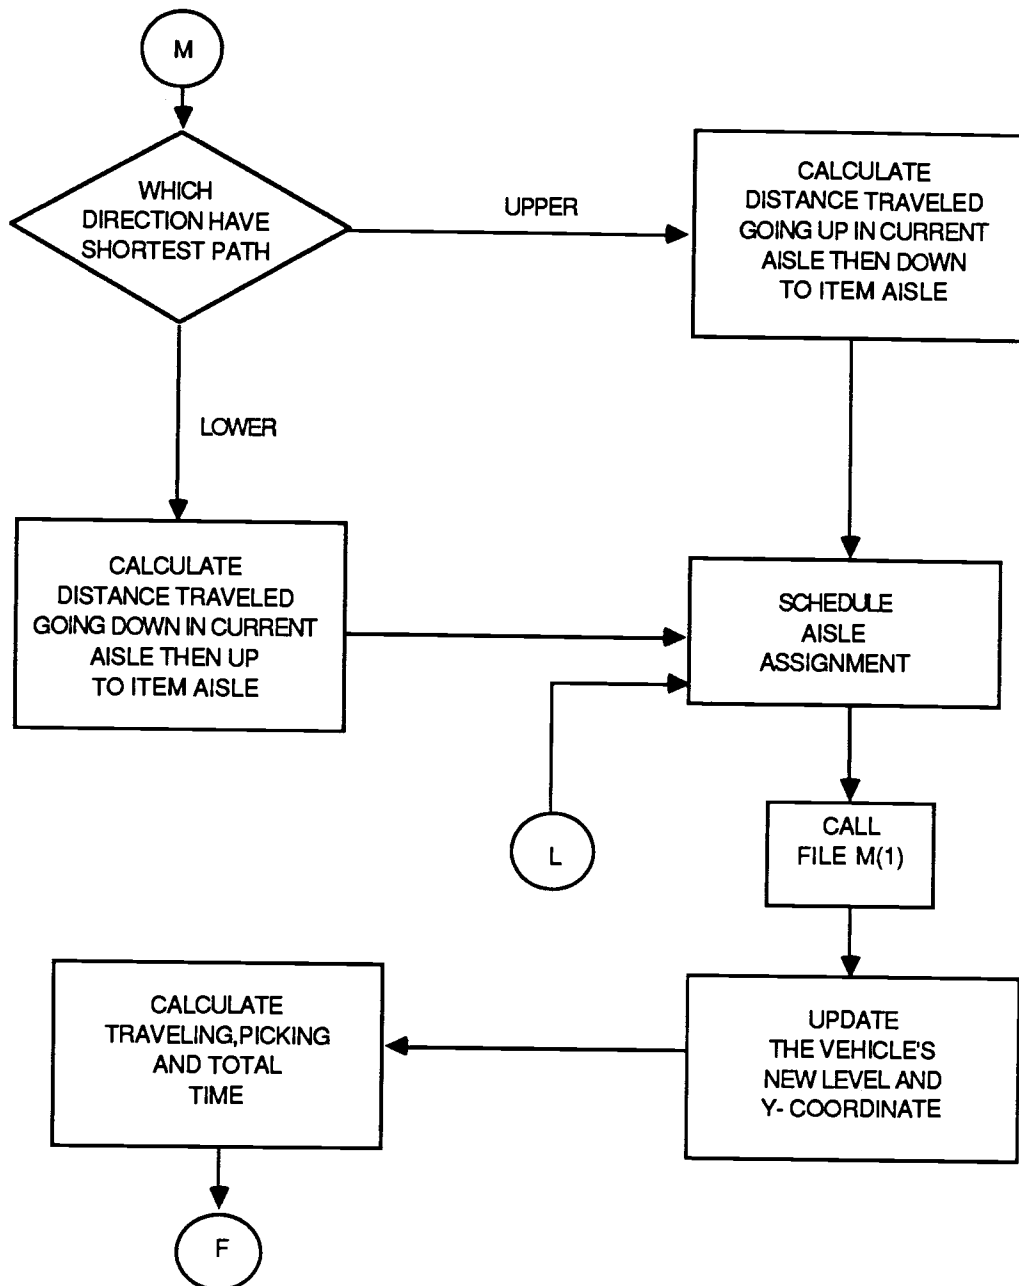 M
WHICH
DIRECTION HAVE
SHORTEST PATH
UPPER
CALCULATE
DISTANCE TRAVELED
GOING UP IN CURRENT
AISLE THEN DOWN
TO ITEM AISLE
LOWER
CALCULATE
DISTANCE TRAVELED
GOING DOWN IN CURRENT
AISLE THEN UP
TO ITEM AISLE
SCHEDULE
AISLE
ASSIGNMENT
L
CALL
FILE M(1)
UPDATE
THE VEHICLE'S
NEW LEVEL AND
Y- COORDINATE
CALCULATE
TRAVELING,PICKING
AND TOTAL
TIME
F